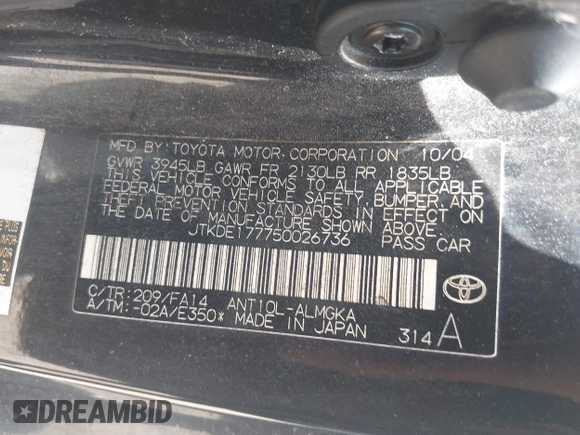 MFD BY: TOYOTA MOTOR CORPORATION 10/04
GVWR 3945LB GAWR FR 2130LB RR 1835LB
THIS VEHICLE CONFORMS TO ALL APPLICABLE
FEDERAL MOTOR VEHICLE SAFETY, BUMPER, AND
THEFT PREVENTION STANDARDS IN EFFECT ON
THE DATE OF MANUFACTURE SHOWN ABOVE.
JTKDE177750026736 PASS CAR
C/TR: 209/FA14 ANT10L-ALMGKA
A/TM: -02A/E350* MADE IN JAPAN
TOYOTA
314 A
DREAMBID